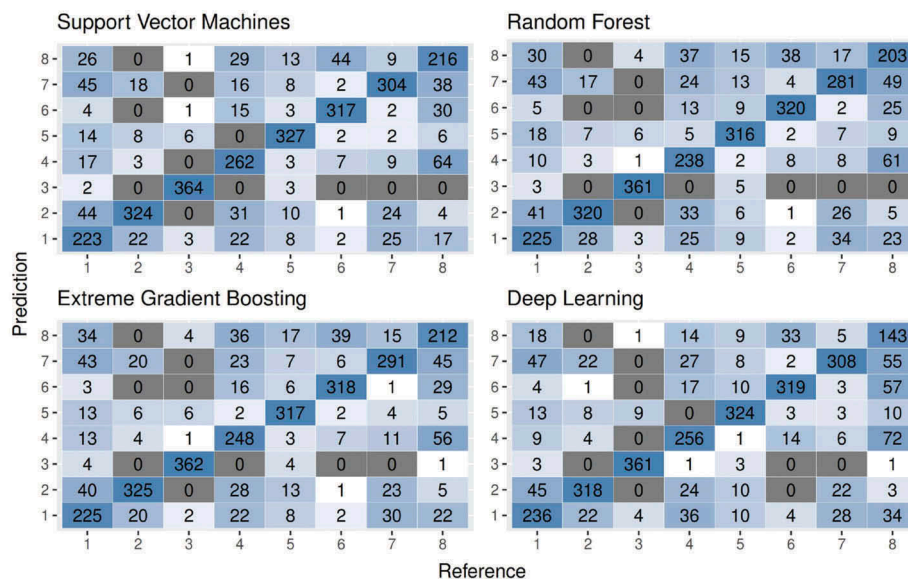 Support Vector Machines
8 26 0 1 29 13 44 9 216
7 45 18 0 16 8 2 304 38
6 4 0 1 15 3 317 2 30
5 14 8 6 0 327 2 2 6
4 17 3 0 262 3 7 9 64
3 2 0 364 0 3 0 0 0
2 44 324 0 31 10 1 24 4
1 223 22 3 22 8 2 25 17
1 2 3 4 5 6 7 8
Random Forest
8 30 0 4 37 15 38 17 203
7 43 17 0 24 13 4 281 49
6 5 0 0 13 9 320 2 25
5 18 7 6 5 316 2 7 9
4 10 3 1 238 2 8 8 61
3 3 0 361 0 5 0 0 0
2 41 320 0 33 6 1 26 5
1 225 28 3 25 9 2 34 23
1 2 3 4 5 6 7 8
Prediction
Extreme Gradient Boosting
8 34 0 4 36 17 39 15 212
7 43 20 0 23 7 6 291 45
6 3 0 0 16 6 318 1 29
5 13 6 6 2 317 2 4 5
4 13 4 1 248 3 7 11 56
3 4 0 362 0 4 0 0 1
2 40 325 0 28 13 1 23 5
1 225 20 2 22 8 2 30 22
1 2 3 4 5 6 7 8
Deep Learning
8 18 0 1 14 9 33 5 143
7 47 22 0 27 8 2 308 55
6 4 1 0 17 10 319 3 57
5 13 8 9 0 324 3 3 10
4 9 4 0 256 1 14 6 72
3 3 0 361 1 3 0 0 1
2 45 318 0 24 10 0 22 3
1 236 22 4 36 10 4 28 34
1 2 3 4 5 6 7 8
Reference